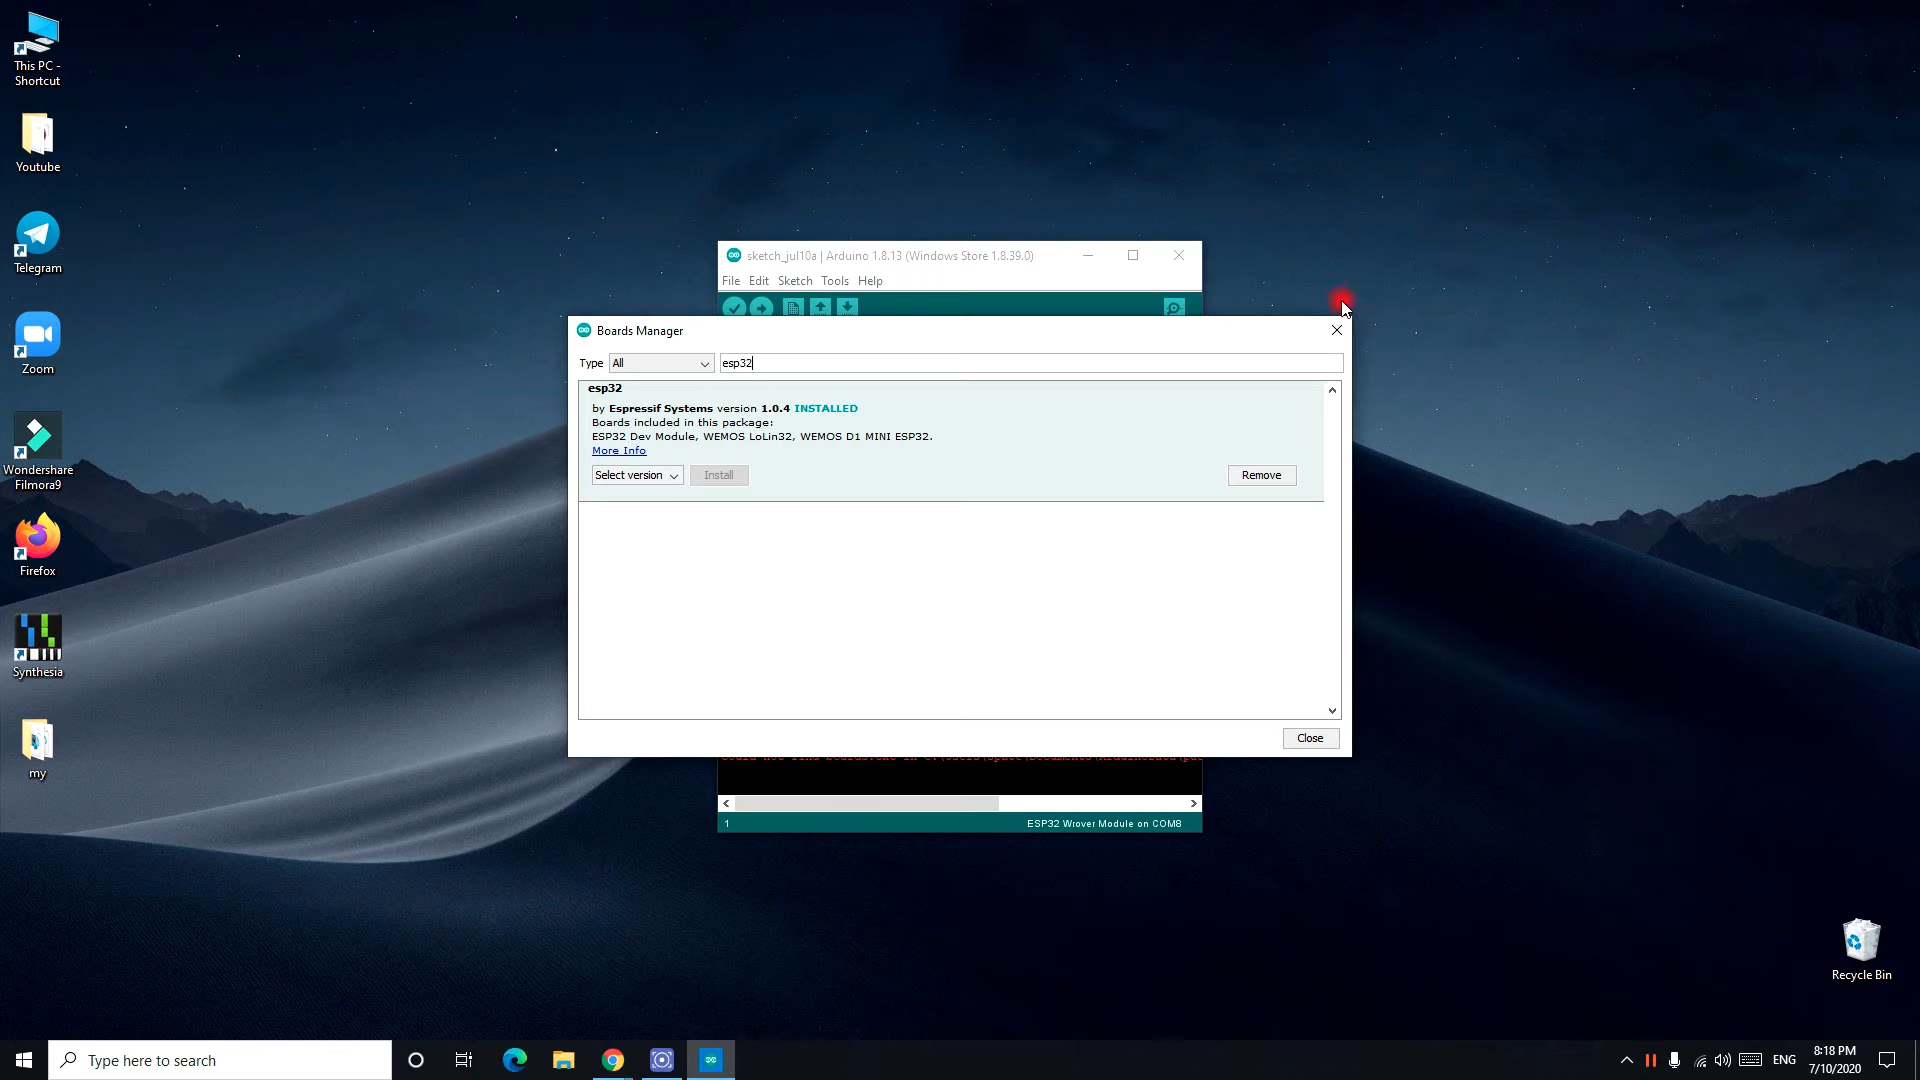 This PC -
Shortcut
Youtube
Telegram
Zoom
Wondershare
Filmora9
Firefox
Synthesia
my
sketch_jul10a | Arduino 1.8.13 (Windows Store 1.8.39.0)
File Edit Sketch Tools Help
Boards Manager
Type All esp32
esp32
by Espressif Systems version 1.0.4 INSTALLED
Boards included in this package:
ESP32 Dev Module, WEMOS LoLin32, WEMOS D1 MINI ESP32.
More Info
Select version Install Remove
Close
1 ESP32 Wrover Module on COM8
Recycle Bin
Type here to search
ENG
8:18 PM
7/10/2020